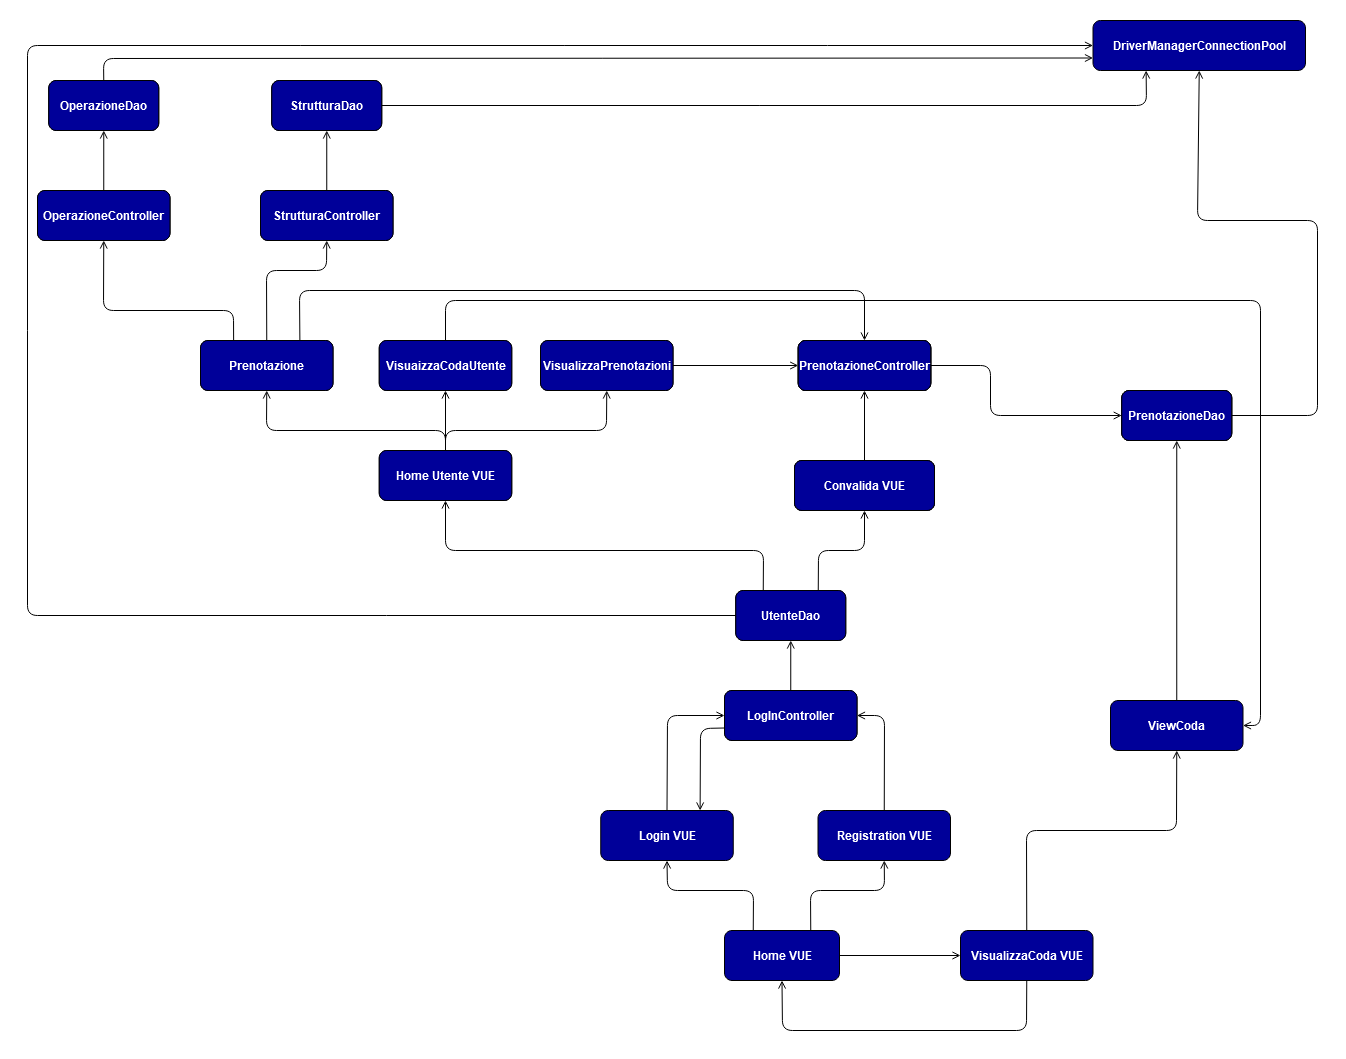 DriverManagerConnectionPool
OperazioneDao
StrutturaDao
OperazioneController
StrutturaController
Prenotazione
VisuaizzaCodaUtente
VisualizzaPrenotazioni
PrenotazioneController
PrenotazioneDao
Home Utente VUE
Convalida VUE
UtenteDao
LogInController
ViewCoda
Login VUE
Registration VUE
Home VUE
VisualizzaCoda VUE